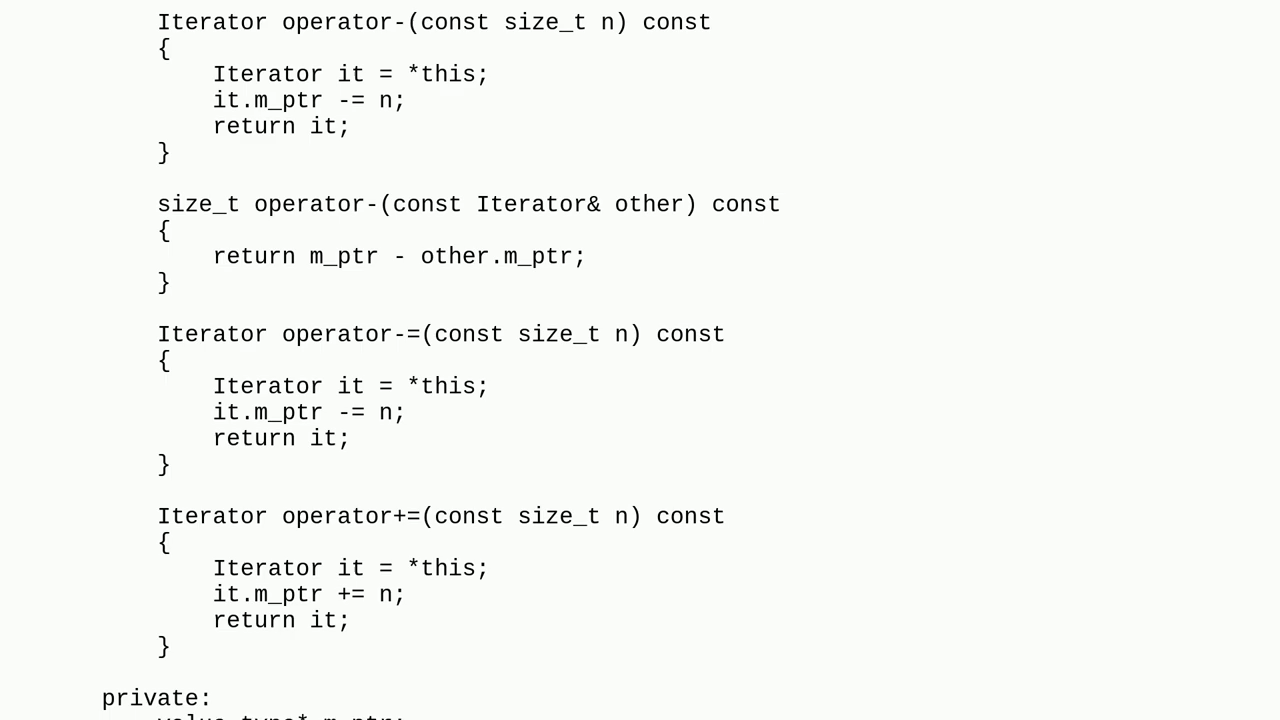 Iterator operator-(const size_t n) const
{
Iterator it = *this;
it.m_ptr -= n;
return it;
}
size_t operator-(const Iterator& other) const
{
return m_ptr - other.m_ptr;
}
Iterator operator-=(const size_t n) const
{
Iterator it = *this;
it.m_ptr -= n;
return it;
}
Iterator operator+=(const size_t n) const
{
Iterator it = *this;
it.m_ptr += n;
return it;
}
private:
value_type* m_ptr;